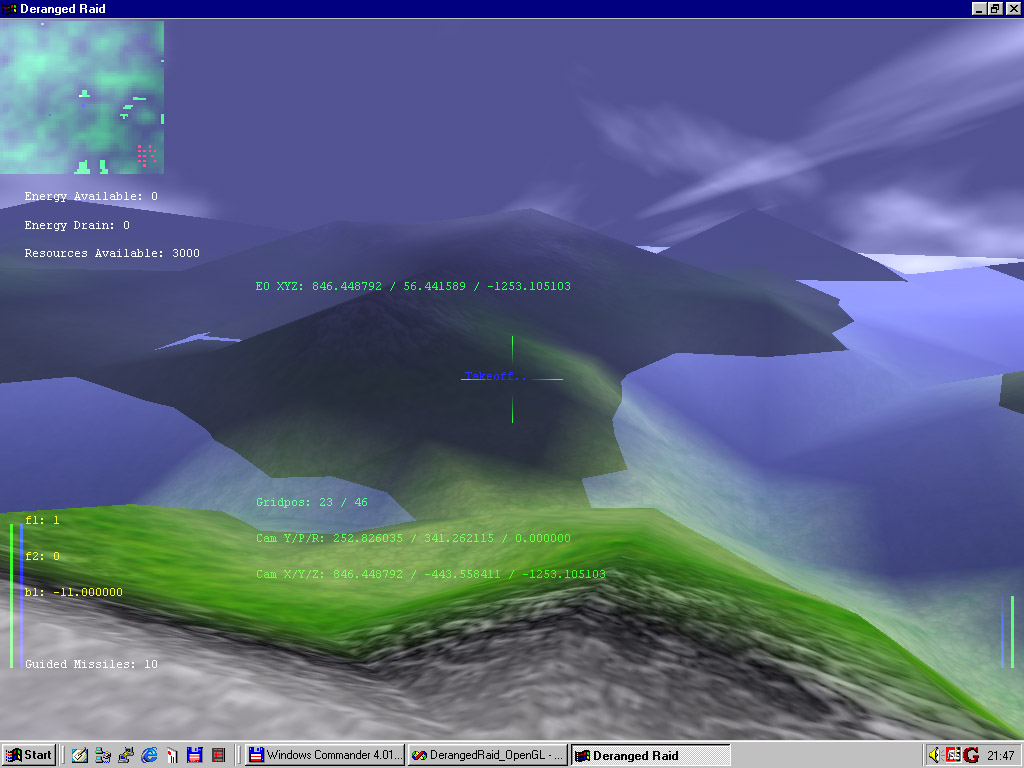 Deranged Raid
Energy Available: 0
Energy Drain: 0
Resources Available: 3000
EO XYZ: 846.448792 / 56.441589 / -1253.105103
Takeoff..
Gridpos: 23 / 46
f1: 1
Cam Y/P/R: 252.826035 / 341.262115 / 0.000000
f2: 0
Cam X/Y/Z: 846.448792 / -443.558411 / -1253.105103
b1: -11.000000
Guided Missiles: 10
Start
Windows Commander 4.01...
DerangedRaid_OpenGL - ...
Deranged Raid
21:47